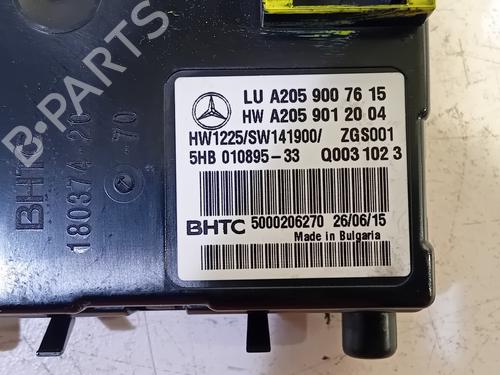 LU A205 900 76 15
HW A205 901 20 04
HW1225/SW141900/ ZGS001
5HB 010895-33 Q003 102 3
BHTC 5000206270 26/06/15
Made in Bulgaria
BHTC
180374-20
-70
B-PARTS